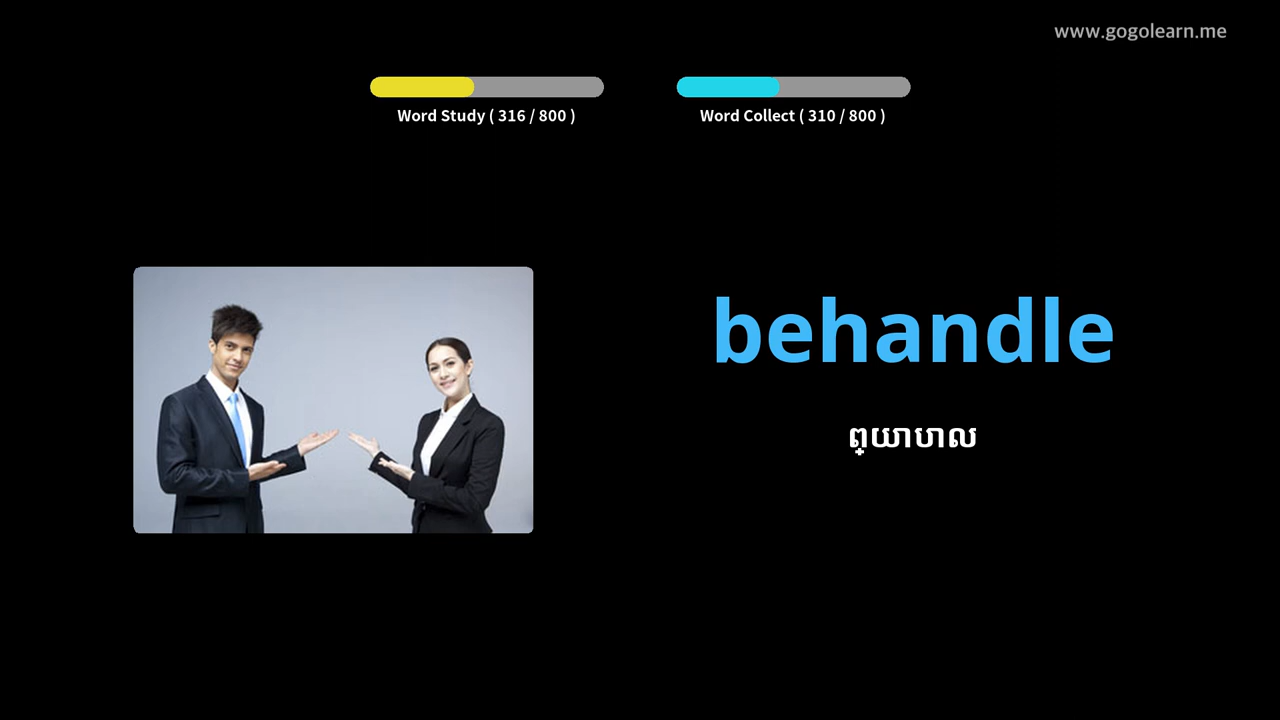 www.gogolearn.me
Word Study ( 316 / 800 )
Word Collect ( 310 / 800 )
behandle
ព្យាបាល